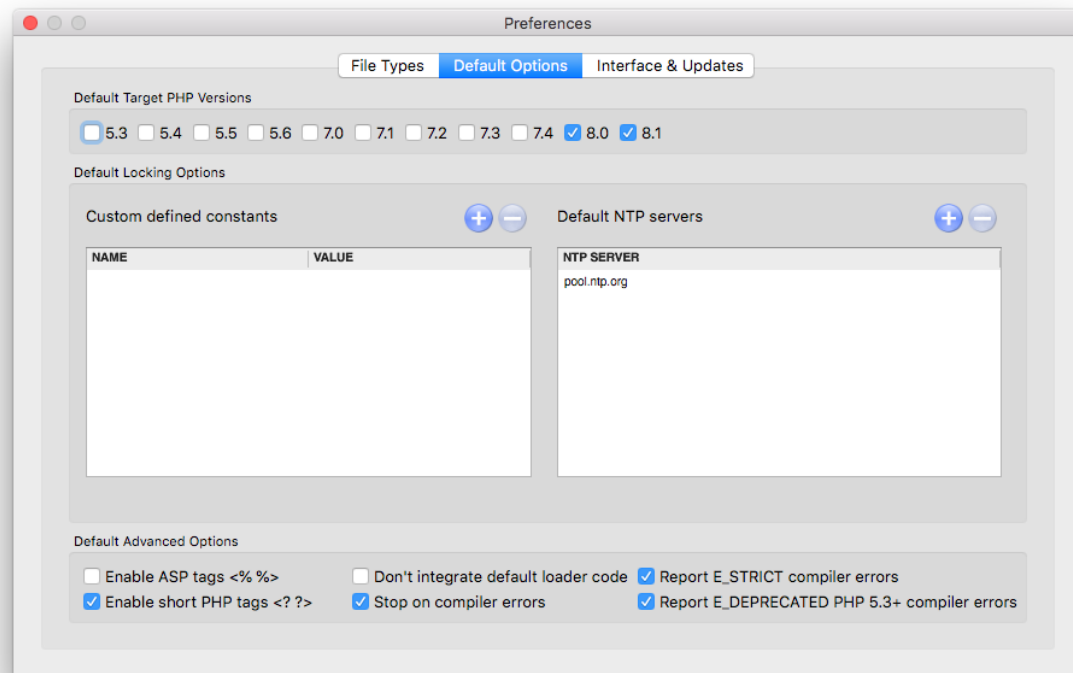 Preferences
File Types Default Options Interface & Updates
Default Target PHP Versions
5.3 5.4 5.5 5.6 7.0 7.1 7.2 7.3 7.4 8.0 8.1
Default Locking Options
Custom defined constants
NAME VALUE
Default NTP servers
NTP SERVER
pool.ntp.org
Default Advanced Options
Enable ASP tags <% %> Don't integrate default loader code Report E_STRICT compiler errors
Enable short PHP tags <? ?> Stop on compiler errors Report E_DEPRECATED PHP 5.3+ compiler errors